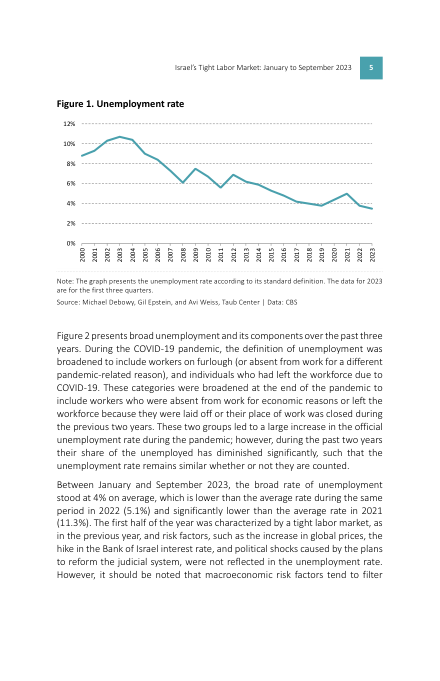 Israel's Tight Labor Market: January to September 2023 5
Figure 1. Unemployment rate
12%
10%
8%
6%
4%
2%
0%
2000 2001 2002 2003 2004 2005 2006 2007 2008 2009 2010 2011 2012 2013 2014 2015 2016 2017 2018 2019 2020 2021 2022 2023
Note: The graph presents the unemployment rate according to its standard definition. The data for 2023
are for the first three quarters.
Source: Michael Debowy, Gil Epstein, and Avi Weiss, Taub Center | Data: CBS
Figure 2 presents broad unemployment and its components over the past three
years. During the COVID-19 pandemic, the definition of unemployment was
broadened to include workers on furlough (or absent from work for a different
pandemic-related reason), and individuals who had left the workforce due to
COVID-19. These categories were broadened at the end of the pandemic to
include workers who were absent from work for economic reasons or left the
workforce because they were laid off or their place of work was closed during
the previous two years. These two groups led to a large increase in the official
unemployment rate during the pandemic; however, during the past two years
their share of the unemployed has diminished significantly, such that the
unemployment rate remains similar whether or not they are counted.
Between January and September 2023, the broad rate of unemployment
stood at 4% on average, which is lower than the average rate during the same
period in 2022 (5.1%) and significantly lower than the average rate in 2021
(11.3%). The first half of the year was characterized by a tight labor market, as
in the previous year, and risk factors, such as the increase in global prices, the
hike in the Bank of Israel interest rate, and political shocks caused by the plans
to reform the judicial system, were not reflected in the unemployment rate.
However, it should be noted that macroeconomic risk factors tend to filter